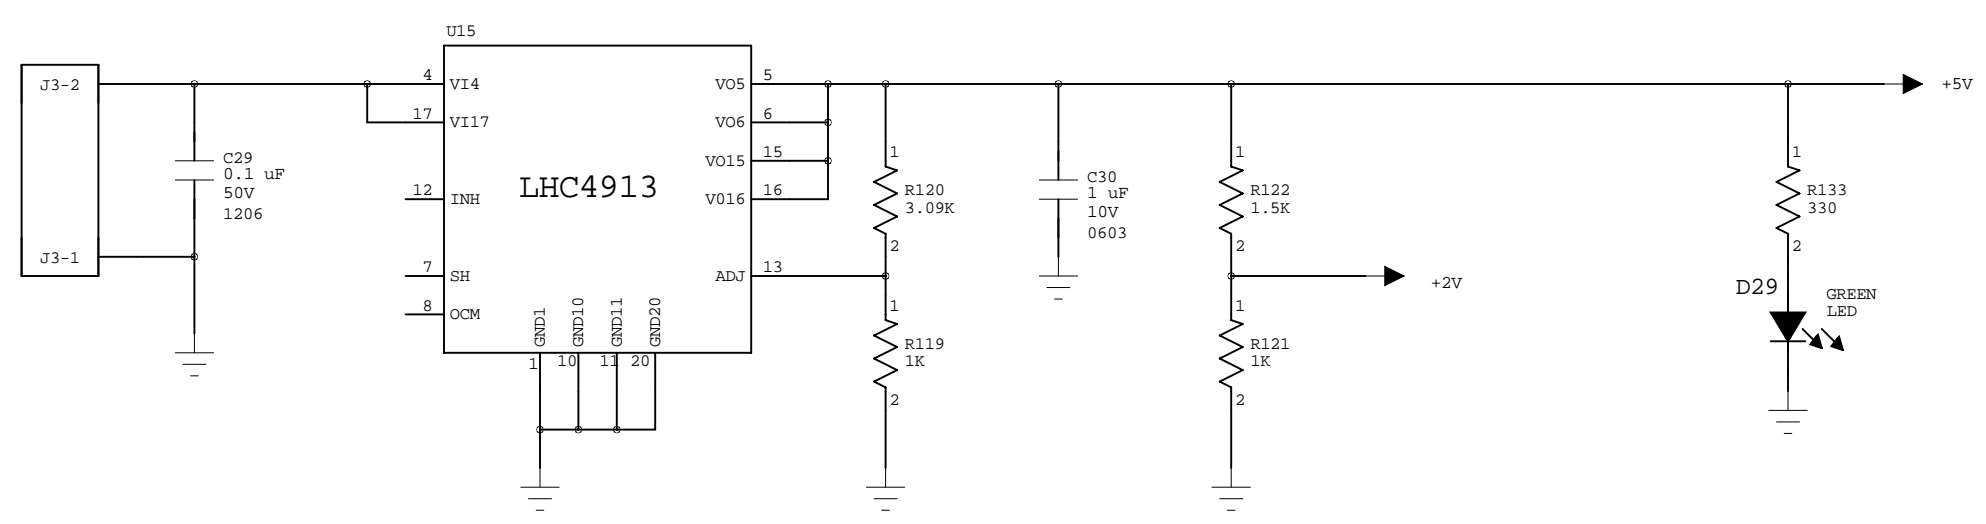 U15
J3-2
J3-1
C29
0.1 uF
50V
1206
4
VI4
17
VI17
12
INH
7
SH
8
OCM
LHC4913
VO5
5
VO6
6
VO15
15
V016
16
ADJ
13
GND1
GND10
GND11
GND20
1
10
11
20
1
R120
3.09K
2
1
R119
1K
2
C30
1 uF
10V
0603
1
R122
1.5K
2
+2V
1
R121
1K
2
+5V
1
R133
330
2
D29
GREEN
LED